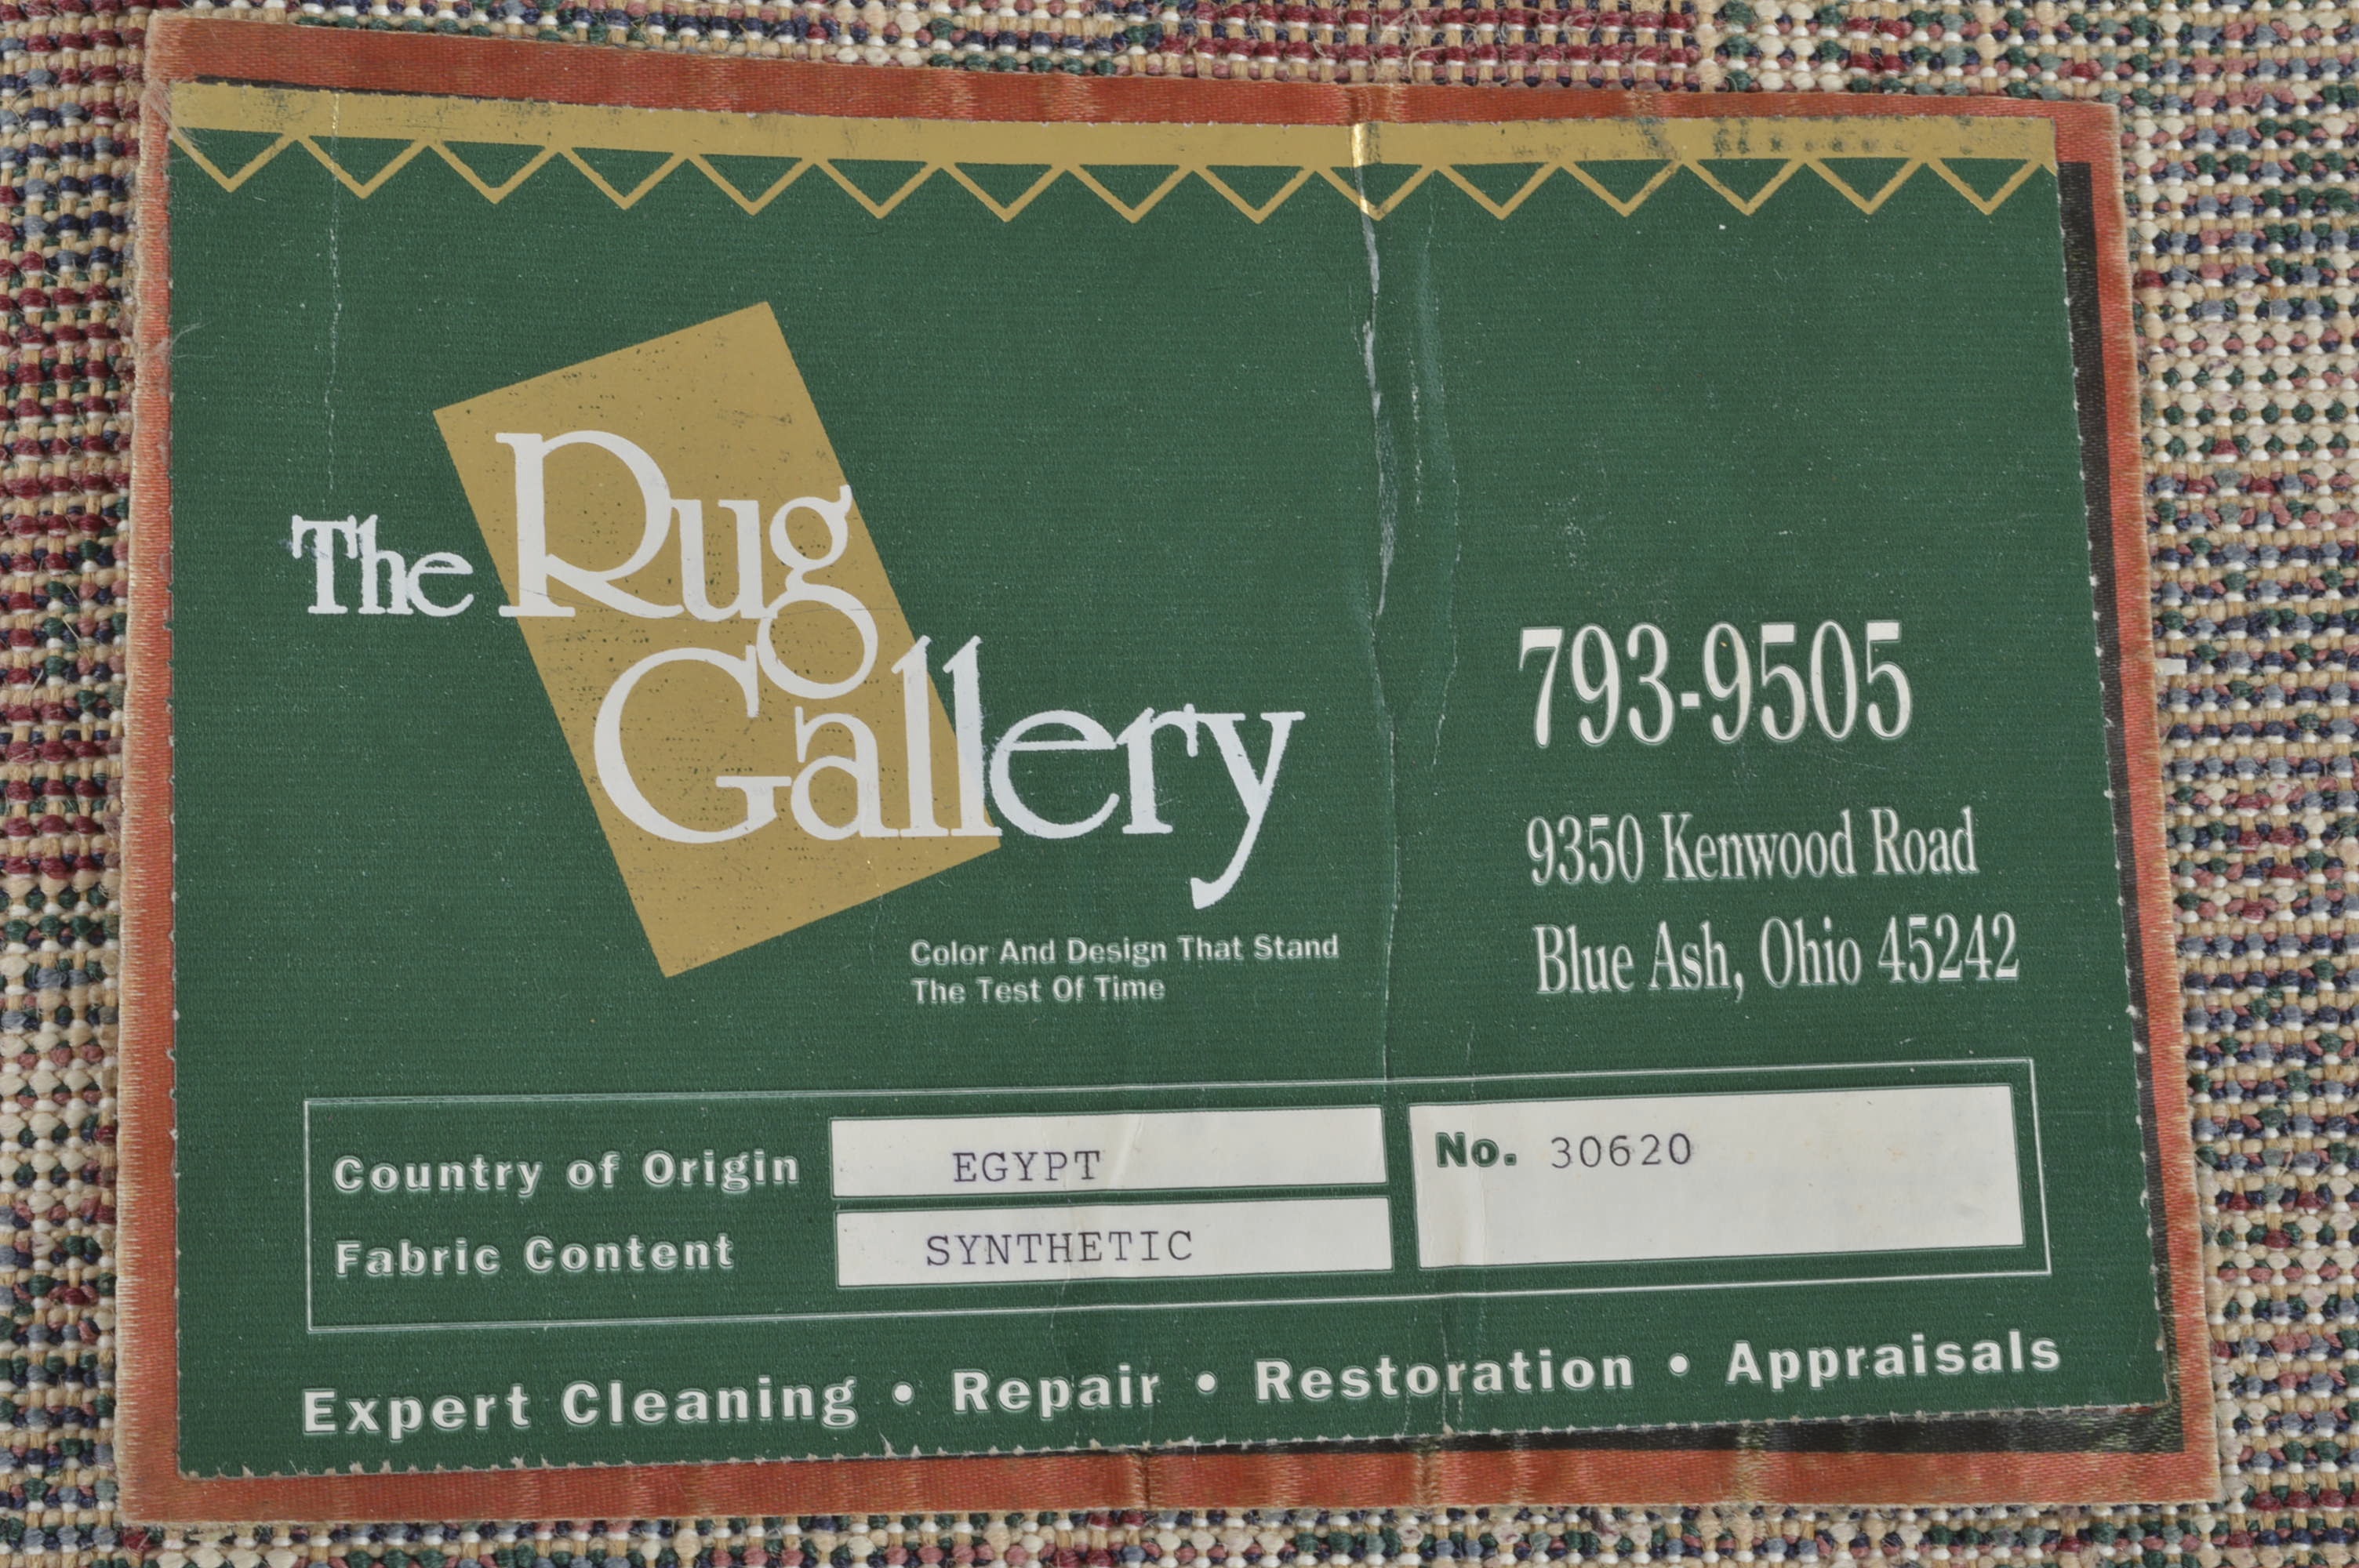 The Rug
Gallery
Color And Design That Stand
The Test Of Time
793-9505
9350 Kenwood Road
Blue Ash, Ohio 45242
Country of Origin EGYPT
Fabric Content SYNTHETIC
No. 30620
Expert Cleaning • Repair • Restoration • Appraisals